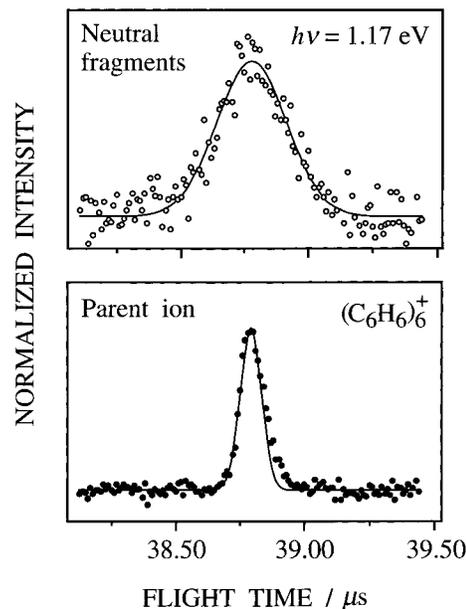 Neutral
fragments
hν = 1.17 eV
NORMALIZED INTENSITY
Parent ion
(C₆H₆)₆⁺
38.50 39.00 39.50
FLIGHT TIME / μs